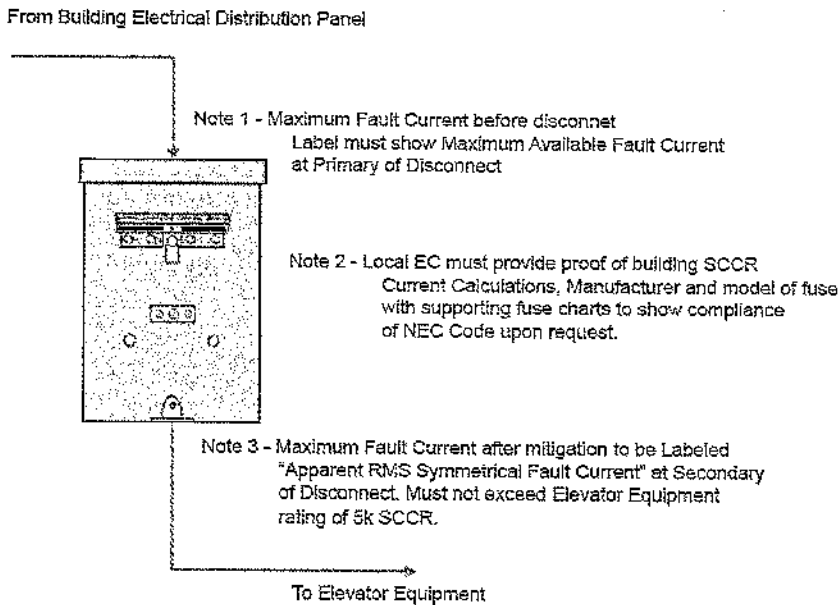 From Building Electrical Distribution Panel
Note 1 - Maximum Fault Current before disconnet
Label must show Maximum Available Fault Current
at Primary of Disconnect
Note 2 - Local EC must provide proof of building SCCR
Current Calculations, Manufacturer and model of fuse
with supporting fuse charts to show compliance
of NEC Code upon request.
Note 3 - Maximum Fault Current after mitigation to be Labeled
"Apparent RMS Symmetrical Fault Current" at Secondary
of Disconnect. Must not exceed Elevator Equipment
rating of 5k SCCR.
To Elevator Equipment